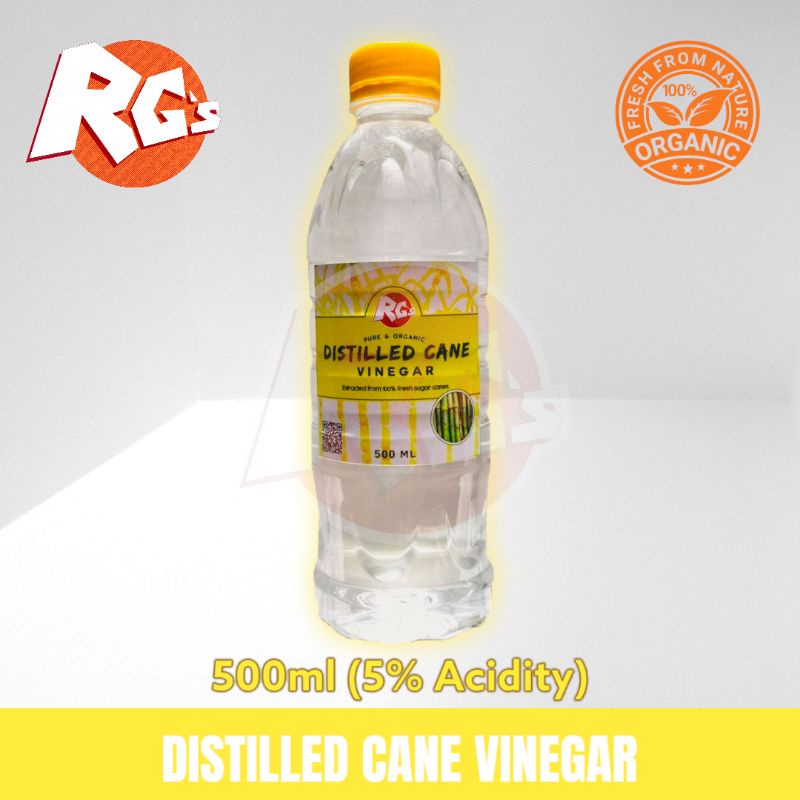 RG's
FRESH FROM NATURE
100%
ORGANIC
RG's
PURE & ORGANIC
DISTILLED CANE
VINEGAR
Extracted from 100% fresh sugar canes.
500 ML
RG's
500ml (5% Acidity)
DISTILLED CANE VINEGAR